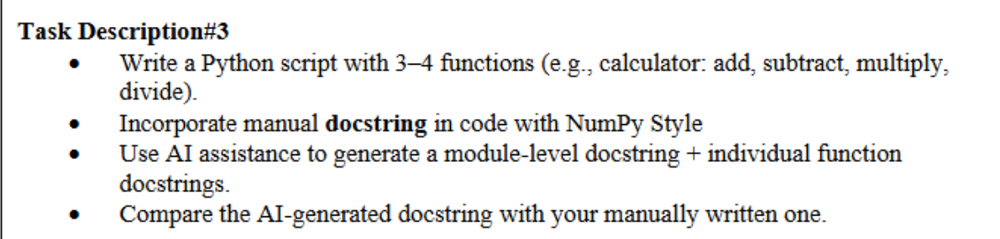 Task Description#3
• Write a Python script with 3–4 functions (e.g., calculator: add, subtract, multiply,
divide).
• Incorporate manual docstring in code with NumPy Style
• Use AI assistance to generate a module-level docstring + individual function
docstrings.
• Compare the AI-generated docstring with your manually written one.